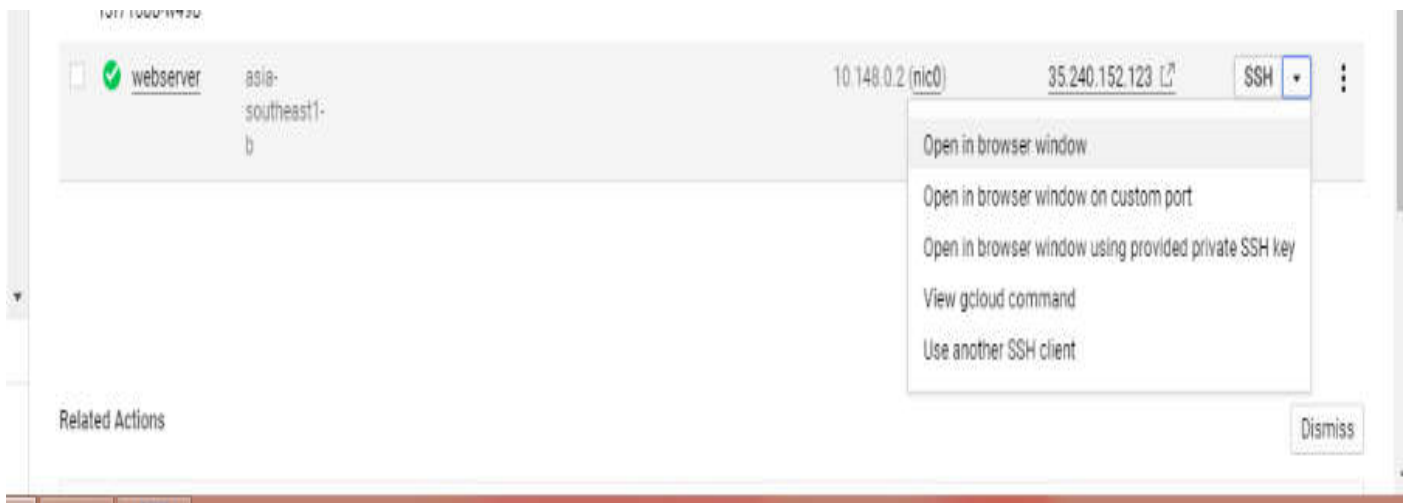 webserver
asia-
southeast1-
b
10.148.0.2 (nic0)
35.240.152.123
SSH
Open in browser window
Open in browser window on custom port
Open in browser window using provided private SSH key
View gcloud command
Use another SSH client
Related Actions
Dismiss